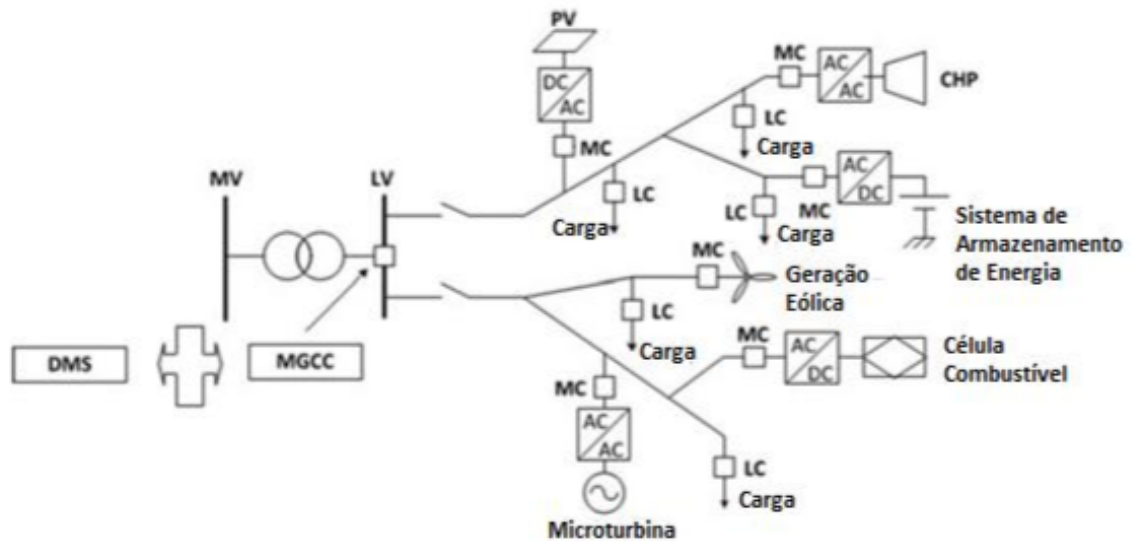 PV
DC
AC
MC
MC
AC
AC
CHP
LC
Carga
LC
Carga
MV
LV
LC
Carga
MC
AC
DC
Sistema de
Armazenamento
de Energia
MC
Geração
Eólica
LC
Carga
DMS
MGCC
MC
AC
DC
Célula
Combustível
MC
AC
AC
Microturbina
LC
Carga